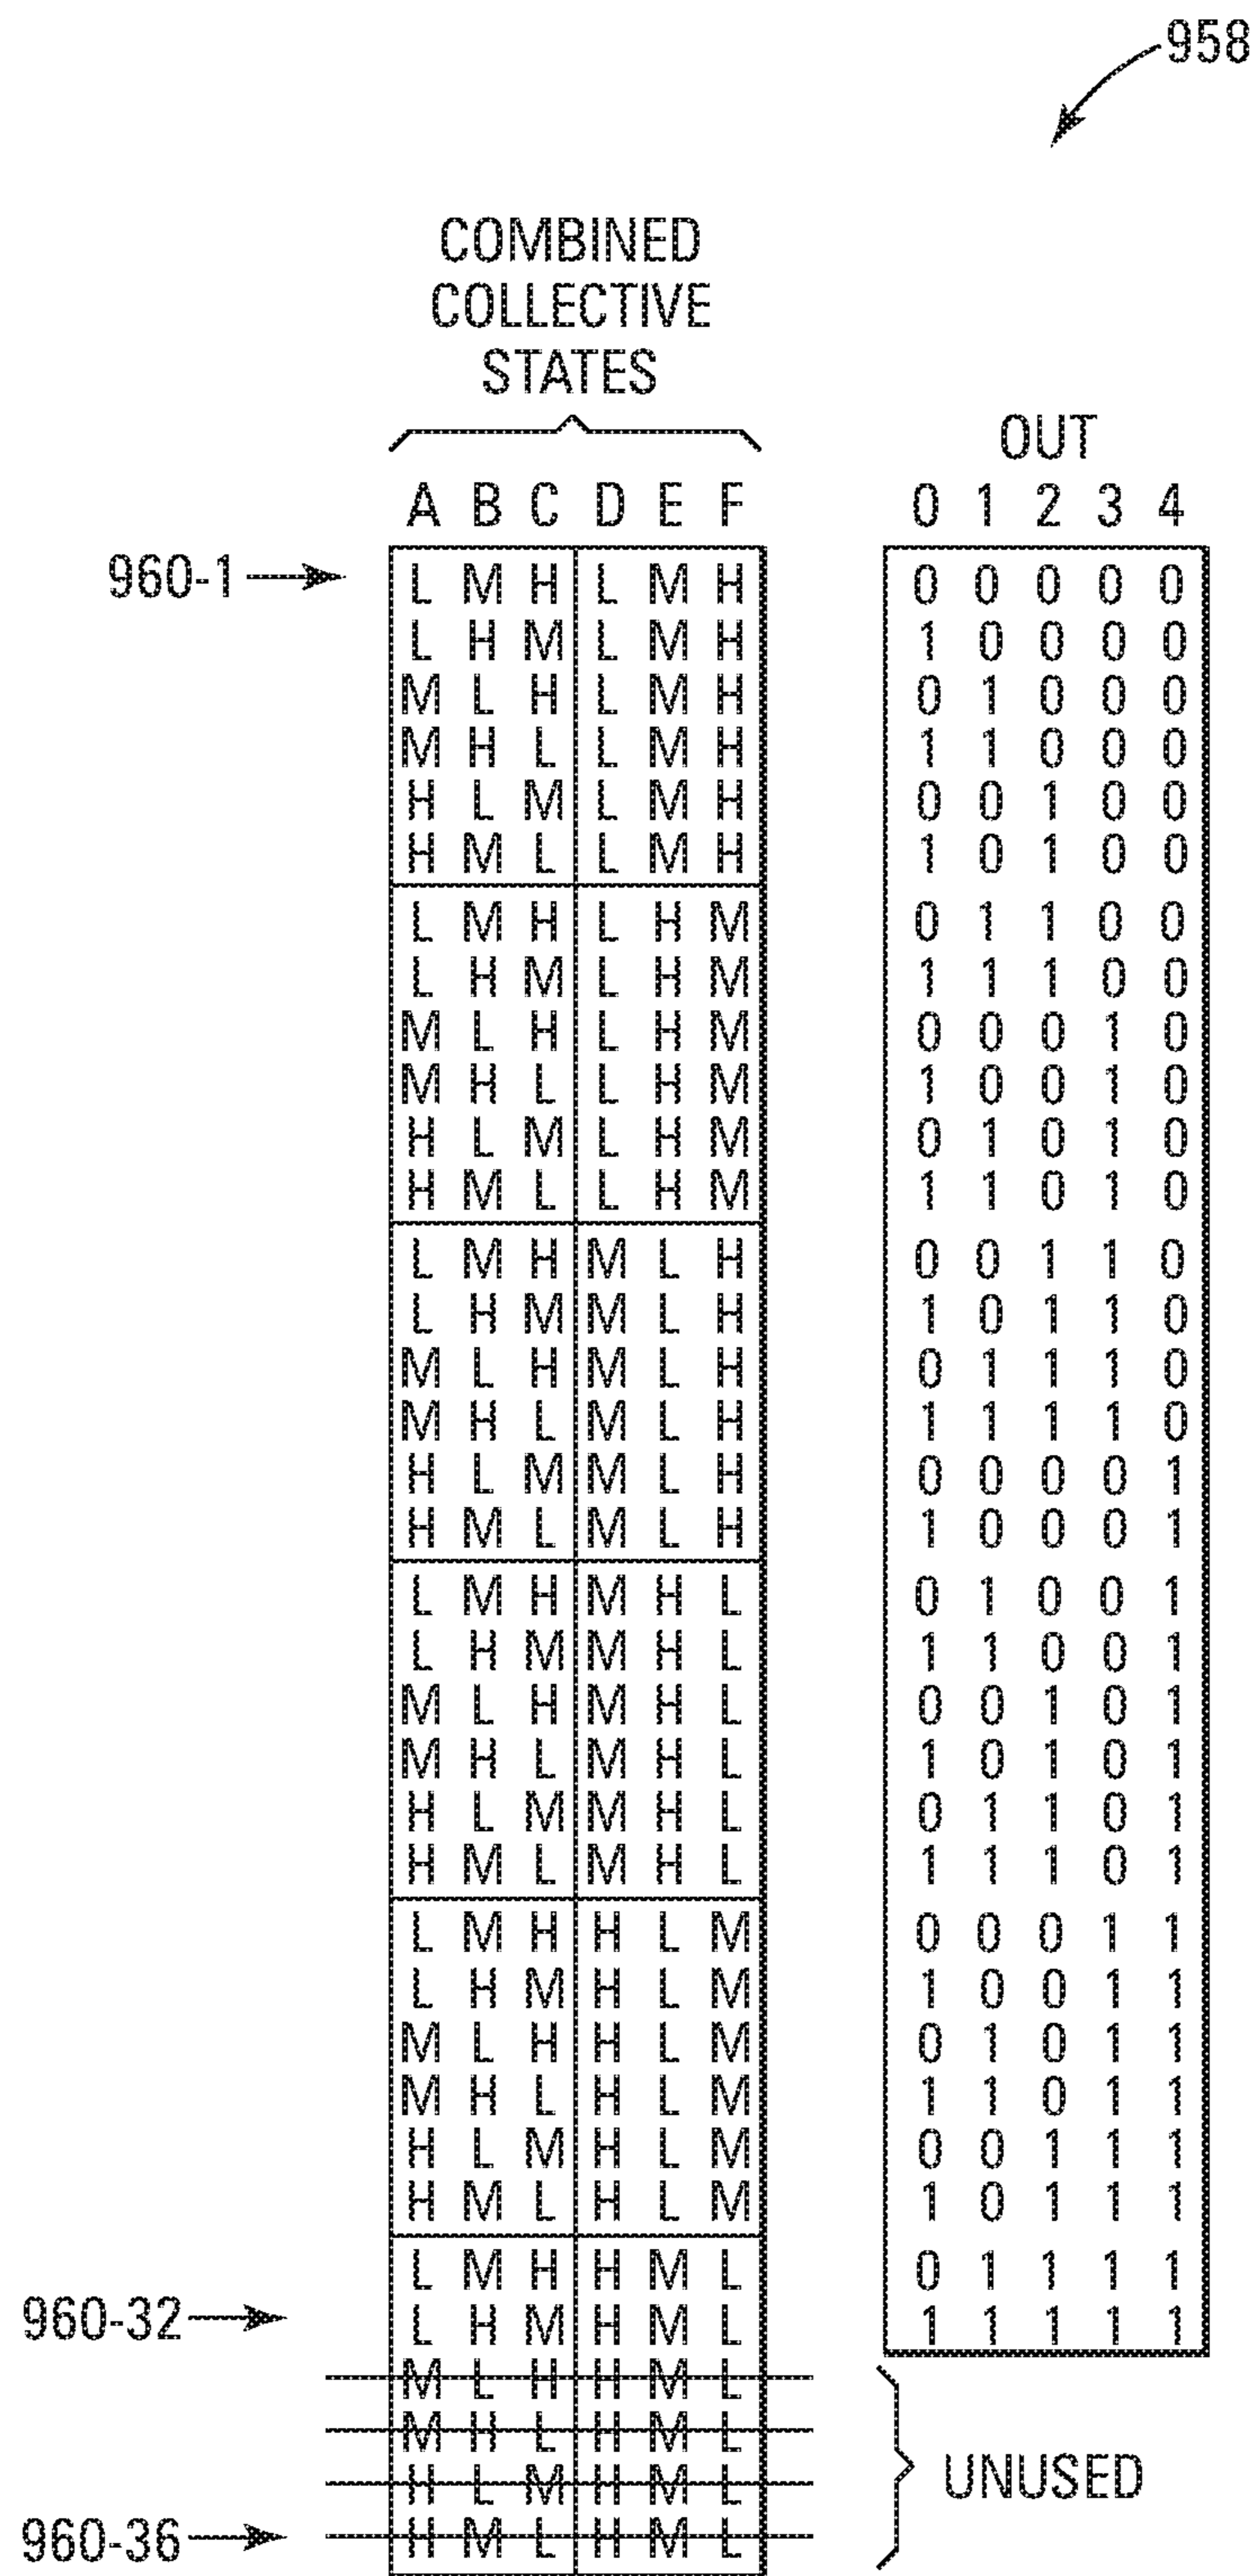 958
COMBINED
COLLECTIVE
STATES
OUT
A B C D E F 0 1 2 3 4
960-1 L M H L M H 0 0 0 0 0
L H M L M H 1 0 0 0 0
M L H L M H 0 1 0 0 0
M H L L M H 1 1 0 0 0
H L M L M H 0 0 1 0 0
H M L L M H 1 0 1 0 0
L M H L H M 0 1 1 0 0
L H M L H M 1 1 1 0 0
M L H L H M 0 0 0 1 0
M H L L H M 1 0 0 1 0
H L M L H M 0 1 0 1 0
H M L L H M 1 1 0 1 0
L M H M L H 0 0 1 1 0
L H M M L H 1 0 1 1 0
M L H M L H 0 1 1 1 0
M H L M L H 1 1 1 1 0
H L M M L H 0 0 0 0 1
H M L M L H 1 0 0 0 1
L M H M H L 0 1 0 0 1
L H M M H L 1 1 0 0 1
M L H M H L 0 0 1 0 1
M H L M H L 1 0 1 0 1
H L M M H L 0 1 1 0 1
H M L M H L 1 1 1 0 1
L M H H L M 0 0 0 1 1
L H M H L M 1 0 0 1 1
M L H H L M 0 1 0 1 1
M H L H L M 1 1 0 1 1
H L M H L M 0 0 1 1 1
H M L H L M 1 0 1 1 1
L M H H M L 0 1 1 1 1
960-32 L H M H M L 1 1 1 1 1
M L H H M L
M H L H M L
H L M H M L
UNUSED
960-36 H M L H M L